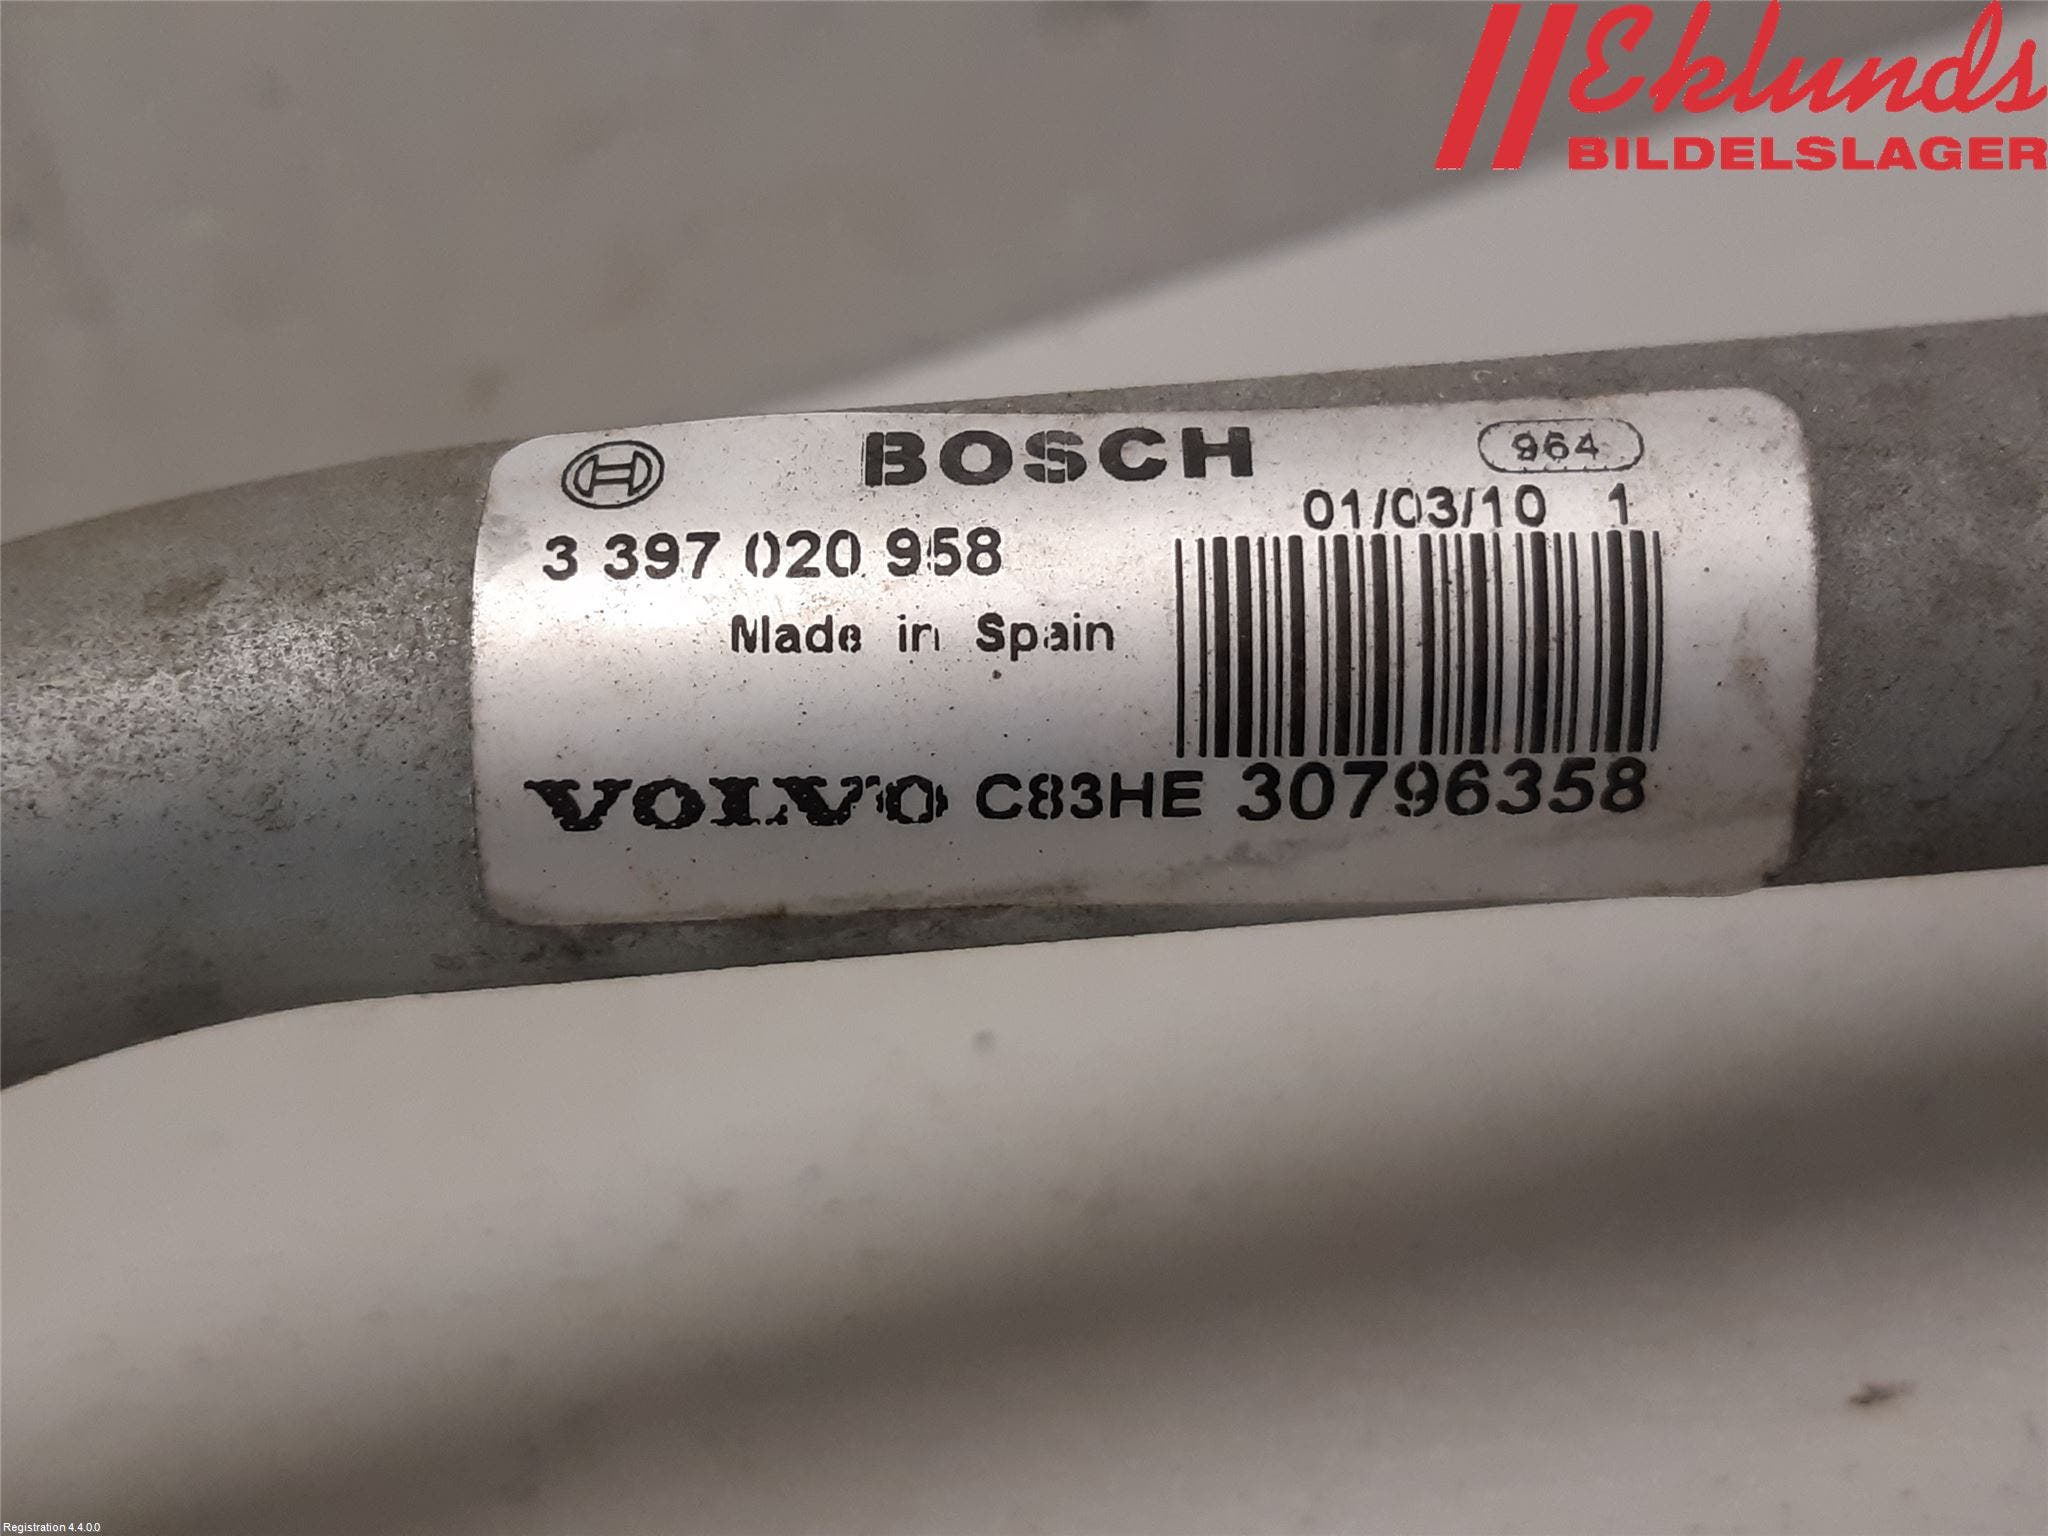 Eklunds
BILDELSLAGER
BOSCH 964
01/03/10 1
3 397 020 958
Made in Spain
VOLVO C83HE 30796358
Registration 4.4.0.0